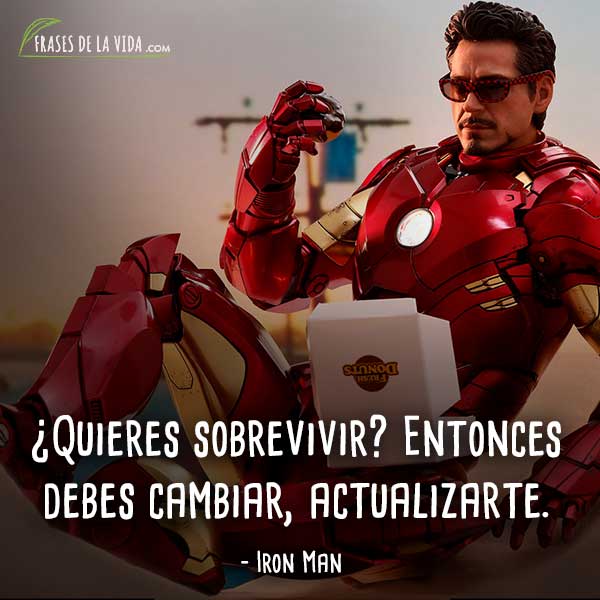 FRASES DE LA VIDA .COM
FRESH
DONUTS
¿QUIERES SOBREVIVIR? ENTONCES
DEBES CAMBIAR, ACTUALIZARTE.
- IRON MAN